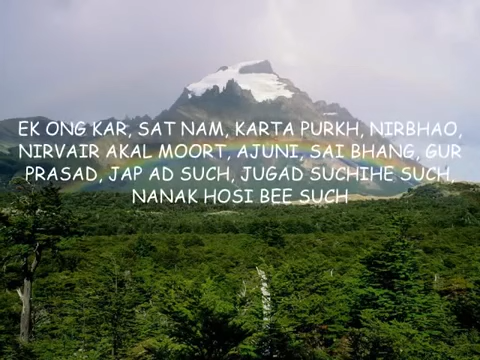 EK ONG KAR, SAT NAM, KARTA PURKH, NIRBHAO,
NIRVAIR AKAL MOORT, AJUNI, SAI BHANG, GUR
PRASAD, JAP AD SUCH, JUGAD SUCHIHE SUCH,
NANAK HOSI BEE SUCH